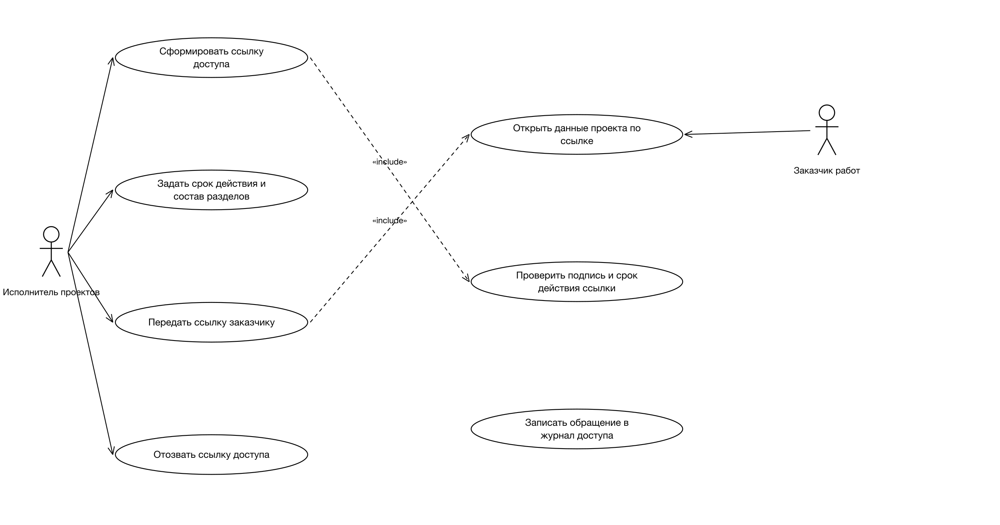 Сформировать ссылку
доступа
Открыть данные проекта по
ссылке
«include»
Заказчик работ
Задать срок действия и
состав разделов
«include»
Исполнитель проектов
Проверить подпись и срок
действия ссылки
Передать ссылку заказчику
Записать обращение в
журнал доступа
Отозвать ссылку доступа